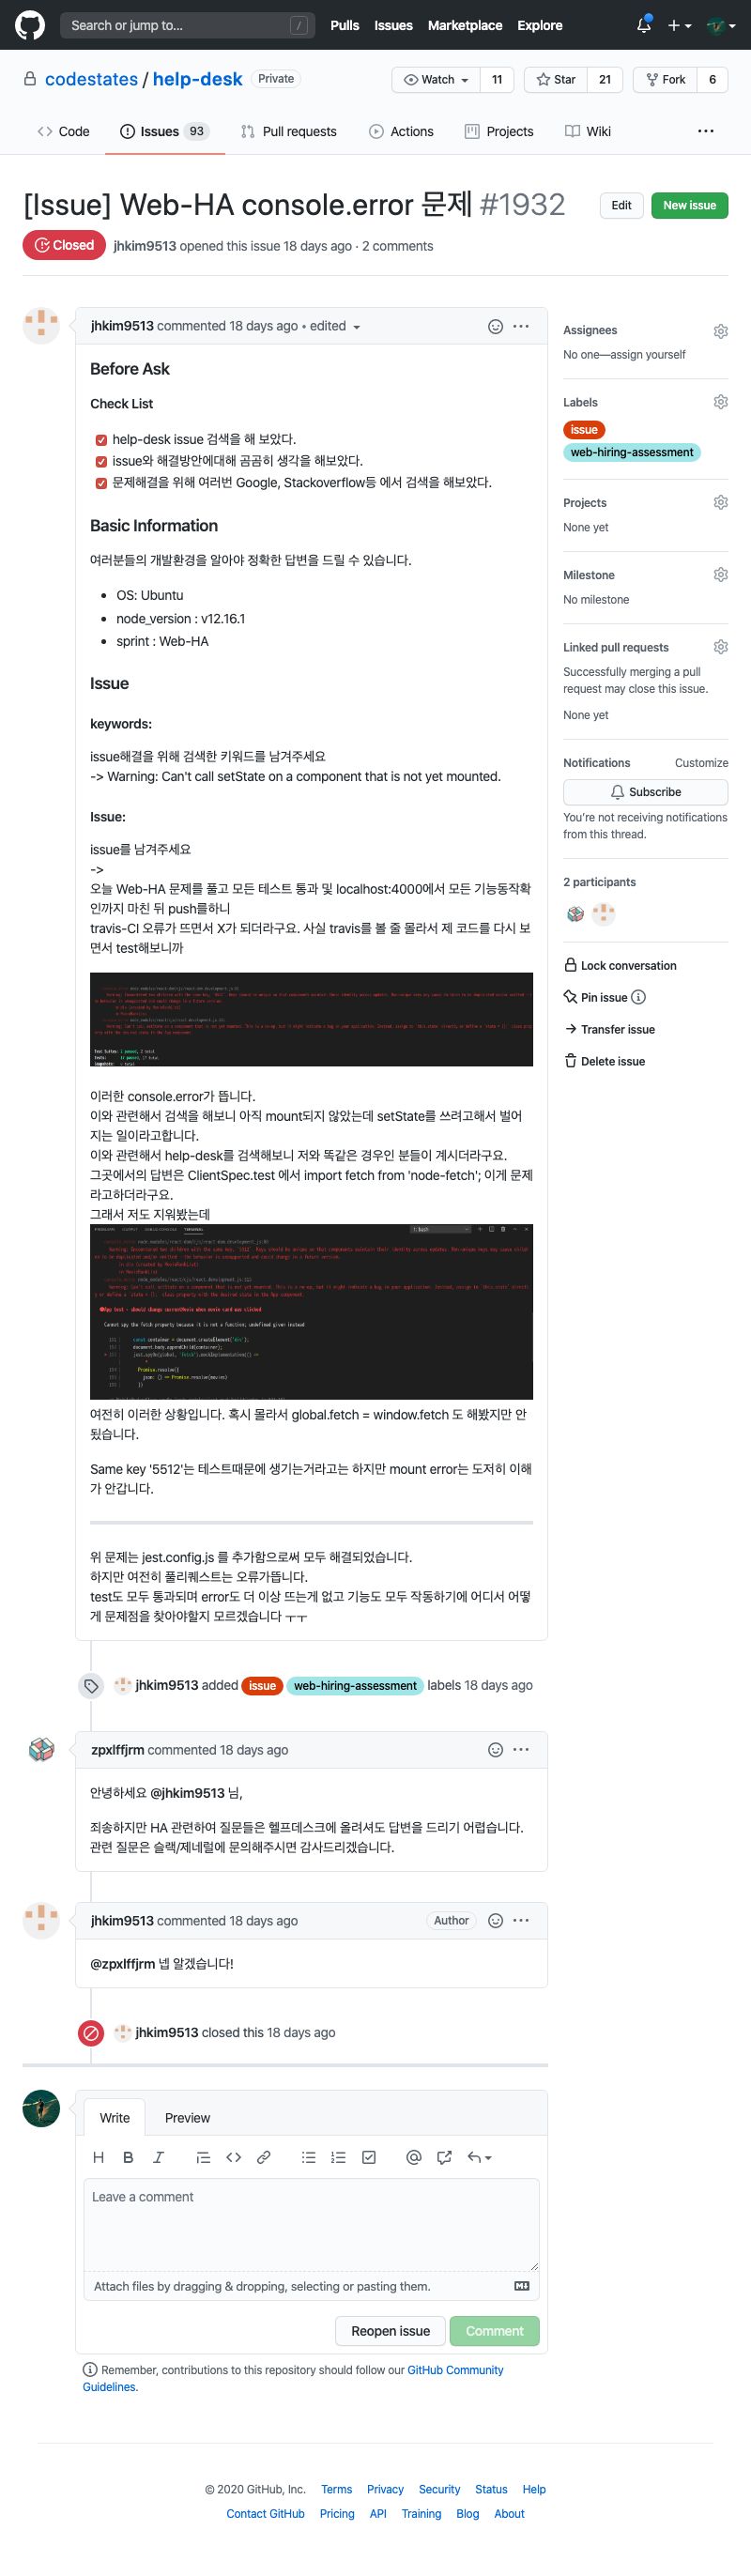 Search or jump to...
/
Pulls
Issues
Marketplace
Explore
codestates / help-desk
Private
Watch
11
Star
21
Fork
6
Code
Issues
93
Pull requests
Actions
Projects
Wiki
[Issue] Web-HA console.error 문제 #1932
Edit
New issue
Closed
jhkim9513 opened this issue 18 days ago · 2 comments
jhkim9513 commented 18 days ago • edited
Before Ask
Check List
help-desk issue 검색을 해 보았다.
issue와 해결방안에대해 곰곰히 생각을 해보았다.
문제해결을 위해 여러번 Google, Stackoverflow등 에서 검색을 해보았다.
Basic Information
여러분들의 개발환경을 알아야 정확한 답변을 드릴 수 있습니다.
• OS: Ubuntu
• node_version : v12.16.1
• sprint : Web-HA
Issue
keywords:
issue해결을 위해 검색한 키워드를 남겨주세요
-> Warning: Can't call setState on a component that is not yet mounted.
Issue:
issue를 남겨주세요
->
오늘 Web-HA 문제를 풀고 모든 테스트 통과 및 localhost:4000에서 모든 기능동작확
인까지 마친 뒤 push를하니
travis-CI 오류가 뜨면서 X가 되더라구요. 사실 travis를 볼 줄 몰라서 제 코드를 다시 보
면서 test해보니까
이러한 console.error가 뜹니다.
이와 관련해서 검색을 해보니 아직 mount되지 않았는데 setState를 쓰려고해서 벌어
지는 일이라고합니다.
이와 관련해서 help-desk를 검색해보니 저와 똑같은 경우인 분들이 계시더라구요.
그곳에서의 답변은 ClientSpec.test 에서 import fetch from 'node-fetch'; 이게 문제
라고하더라구요.
그래서 저도 지워봤는데
App test › should change currentMovie when movie card was clicked
Cannot spy the fetch property because it is not a function; undefined given instead
여전히 이러한 상황입니다. 혹시 몰라서 global.fetch = window.fetch 도 해봤지만 안
됬습니다.
Same key '5512'는 테스트때문에 생기는거라고는 하지만 mount error는 도저히 이해
가 안갑니다.
위 문제는 jest.config.js 를 추가함으로써 모두 해결되었습니다.
하지만 여전히 풀리퀘스트는 오류가뜹니다.
test도 모두 통과되며 error도 더 이상 뜨는게 없고 기능도 모두 작동하기에 어디서 어떻
게 문제점을 찾아야할지 모르겠습니다 ㅜㅜ
jhkim9513 added issue web-hiring-assessment labels 18 days ago
zpxlffjrm commented 18 days ago
안녕하세요 @jhkim9513 님,
죄송하지만 HA 관련하여 질문들은 헬프데스크에 올려셔도 답변을 드리기 어렵습니다.
관련 질문은 슬랙/제네럴에 문의해주시면 감사드리겠습니다.
jhkim9513 commented 18 days ago
Author
@zpxlffjrm 넵 알겠습니다!
jhkim9513 closed this 18 days ago
Write
Preview
Leave a comment
Attach files by dragging & dropping, selecting or pasting them.
Reopen issue
Comment
Remember, contributions to this repository should follow our GitHub Community
Guidelines.
Assignees
No one—assign yourself
Labels
issue
web-hiring-assessment
Projects
None yet
Milestone
No milestone
Linked pull requests
Successfully merging a pull
request may close this issue.
None yet
Notifications
Customize
Subscribe
You're not receiving notifications
from this thread.
2 participants
Lock conversation
Pin issue
Transfer issue
Delete issue
© 2020 GitHub, Inc.
Terms
Privacy
Security
Status
Help
Contact GitHub
Pricing
API
Training
Blog
About